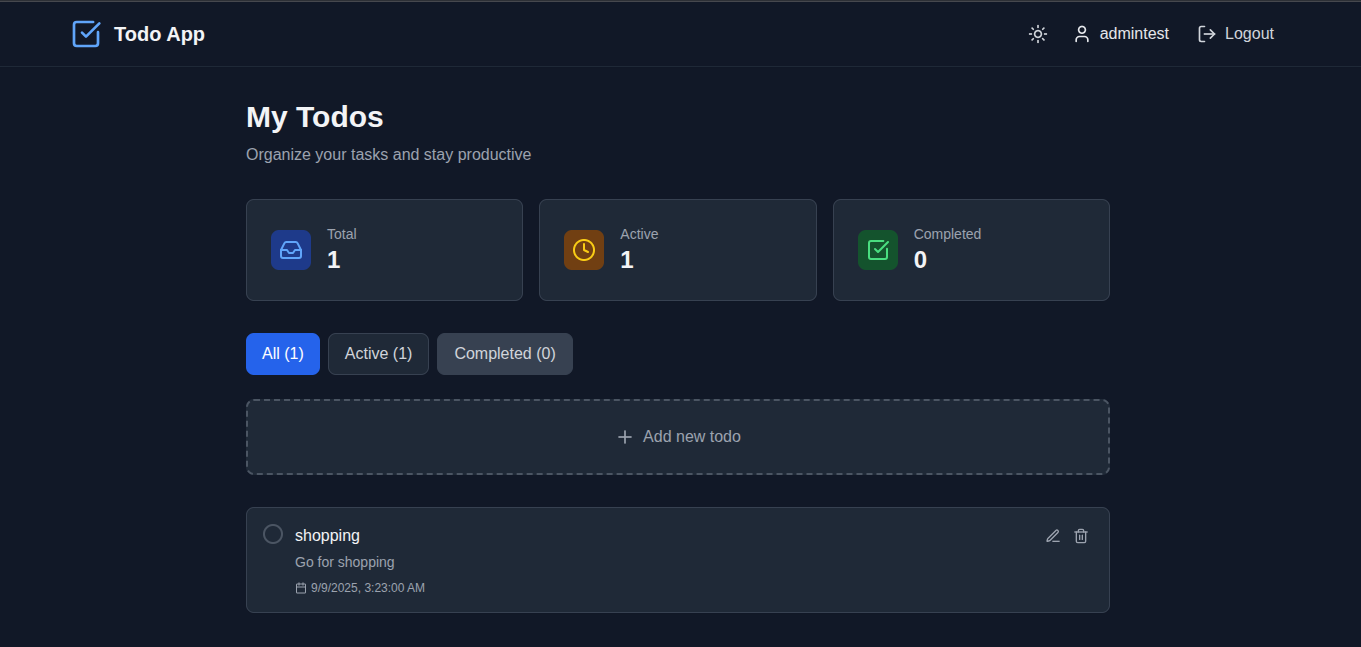 Todo App
admintest
Logout
My Todos
Organize your tasks and stay productive
Total
1
Active
1
Completed
0
All (1)
Active (1)
Completed (0)
Add new todo
shopping
Go for shopping
9/9/2025, 3:23:00 AM